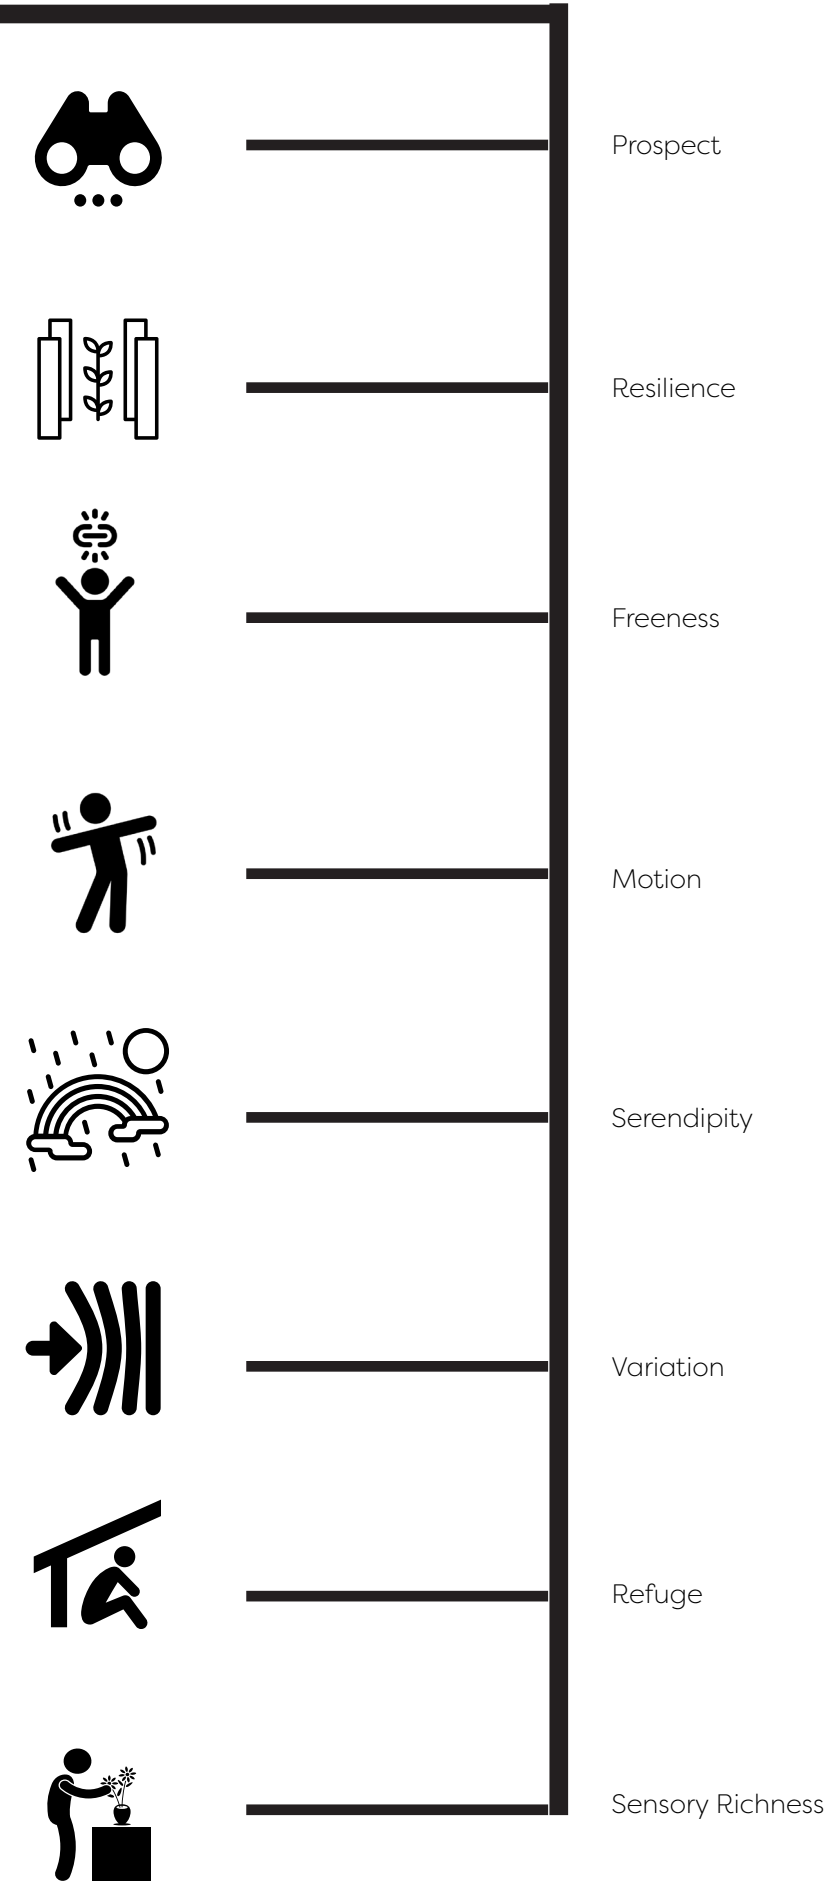 Prospect
Resilience
Freeness
Motion
Serendipity
Variation
Refuge
Sensory Richness